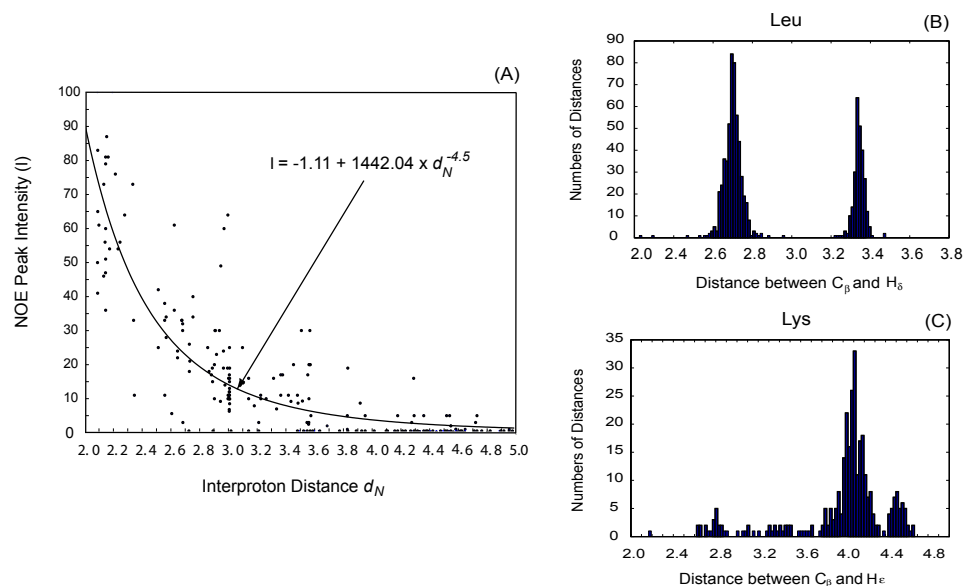 (A)
NOE Peak Intensity (I)
100
90
80
70
60
50
40
30
20
10
0
I = -1.11 + 1442.04 x d_N^-4.5
2.0 2.2 2.4 2.6 2.8 3.0 3.2 3.4 3.6 3.8 4.0 4.2 4.4 4.6 4.8 5.0
Interproton Distance d_N
Leu
(B)
Numbers of Distances
90
80
70
60
50
40
30
20
10
0
2.0 2.2 2.4 2.6 2.8 3.0 3.2 3.4 3.6 3.8
Distance between C_β and H_δ
Lys
(C)
Numbers of Distances
35
30
25
20
15
10
5
0
2.0 2.4 2.8 3.2 3.6 4.0 4.4 4.8
Distance between C_β and Hε